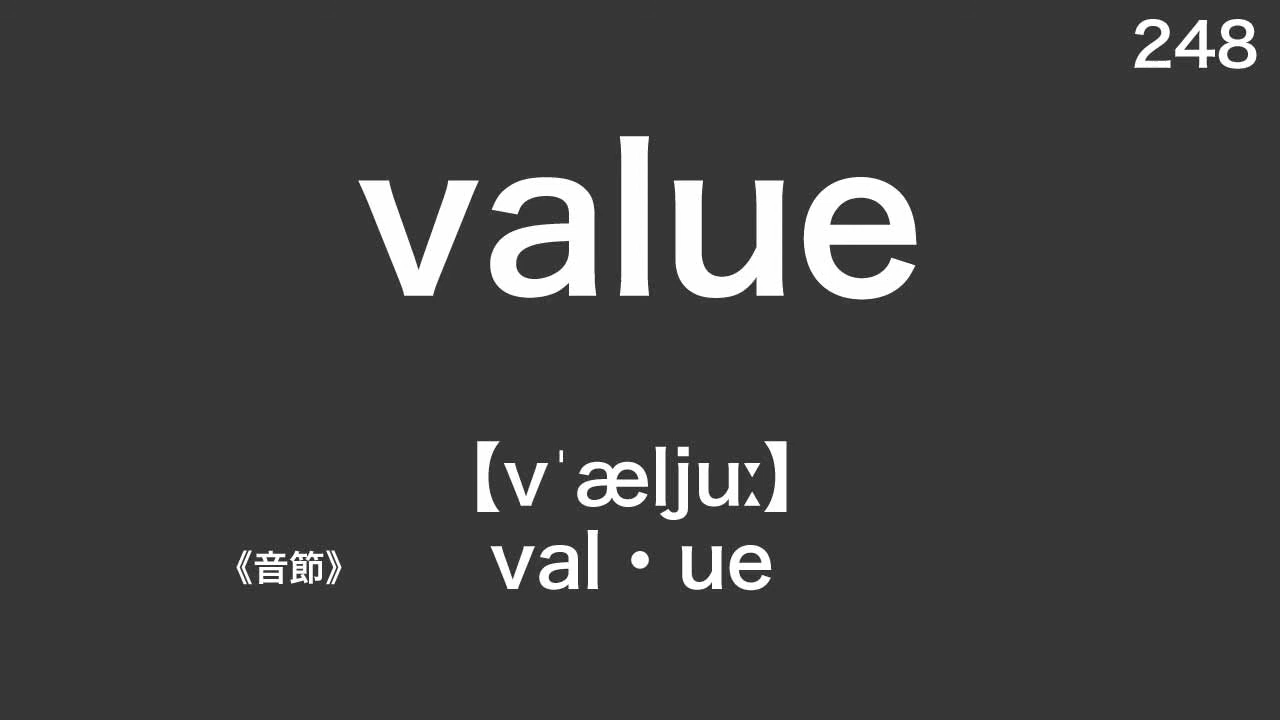 248
value
【vˈæljuː】
《音節》 val・ue